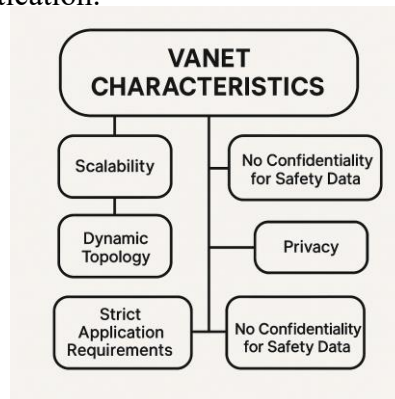 VANET
CHARACTERISTICS
Scalability
No Confidentiality
for Safety Data
Dynamic
Topology
Privacy
Strict
Application
Requirements
No Confidentiality
for Safety Data